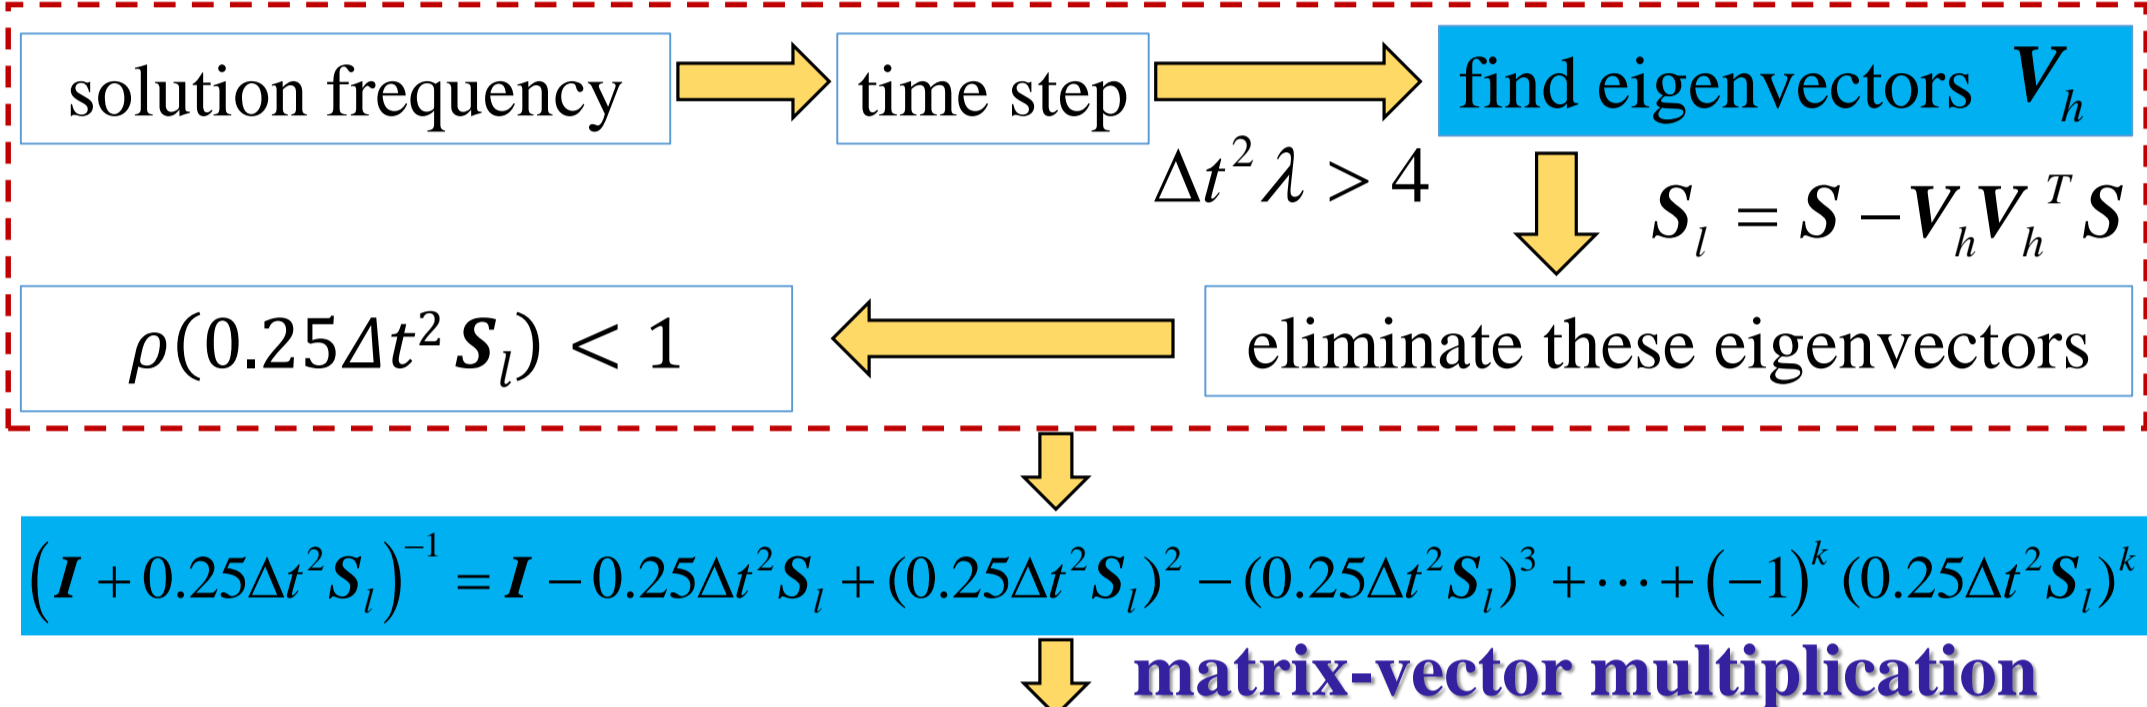 solution frequency
time step
find eigenvectors V_h
Δt² λ > 4
S_l = S − V_h V_h^T S
eliminate these eigenvectors
ρ(0.25Δt² S_l) < 1
(I + 0.25Δt² S_l)^{−1} = I − 0.25Δt² S_l + (0.25Δt² S_l)² − (0.25Δt² S_l)³ + ⋯ + (−1)^k (0.25Δt² S_l)^k
matrix-vector multiplication